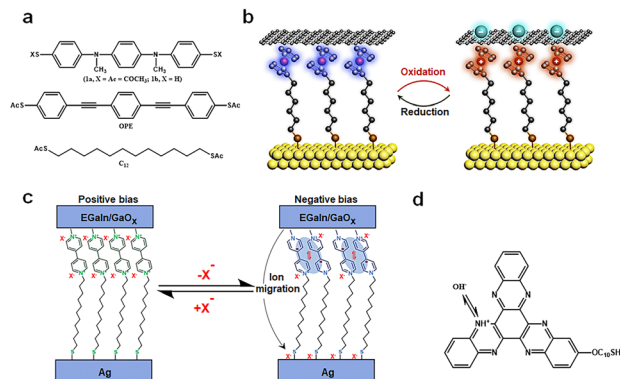 a
XS
N
N
SX
CH₃
CH₃
(1a, X = Ac = COCH₃; 1b, X = H)
AcS
SAc
OPE
AcS
SAc
C₁₂
b
Oxidation
Reduction
c
Positive bias
EGaIn/GaOₓ
Ag
-X⁻
+X⁻
Negative bias
EGaIn/GaOₓ
Ion
migration
Ag
d
OH⁻
NH⁺
N
N
N
N
N
OC₁₀SH